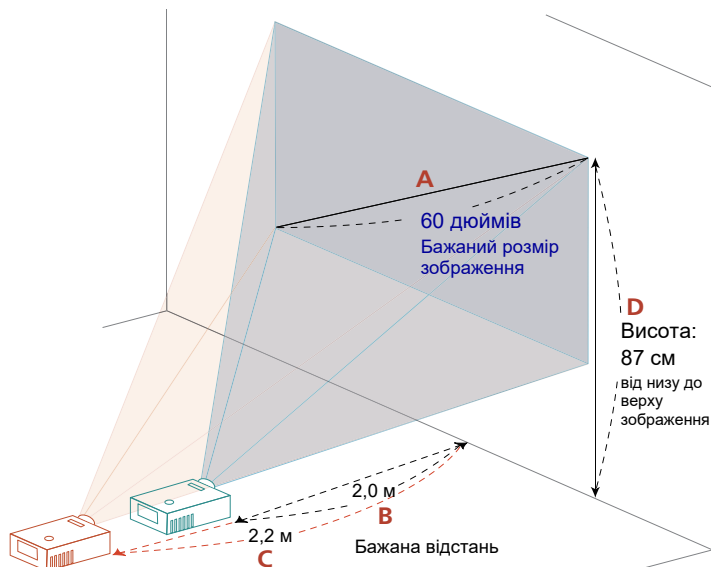 A
60 дюймів
Бажаний розмір
зображення
D
Висота:
87 см
від низу до
верху
зображення
2,0 м
B
2,2 м
C
Бажана відстань